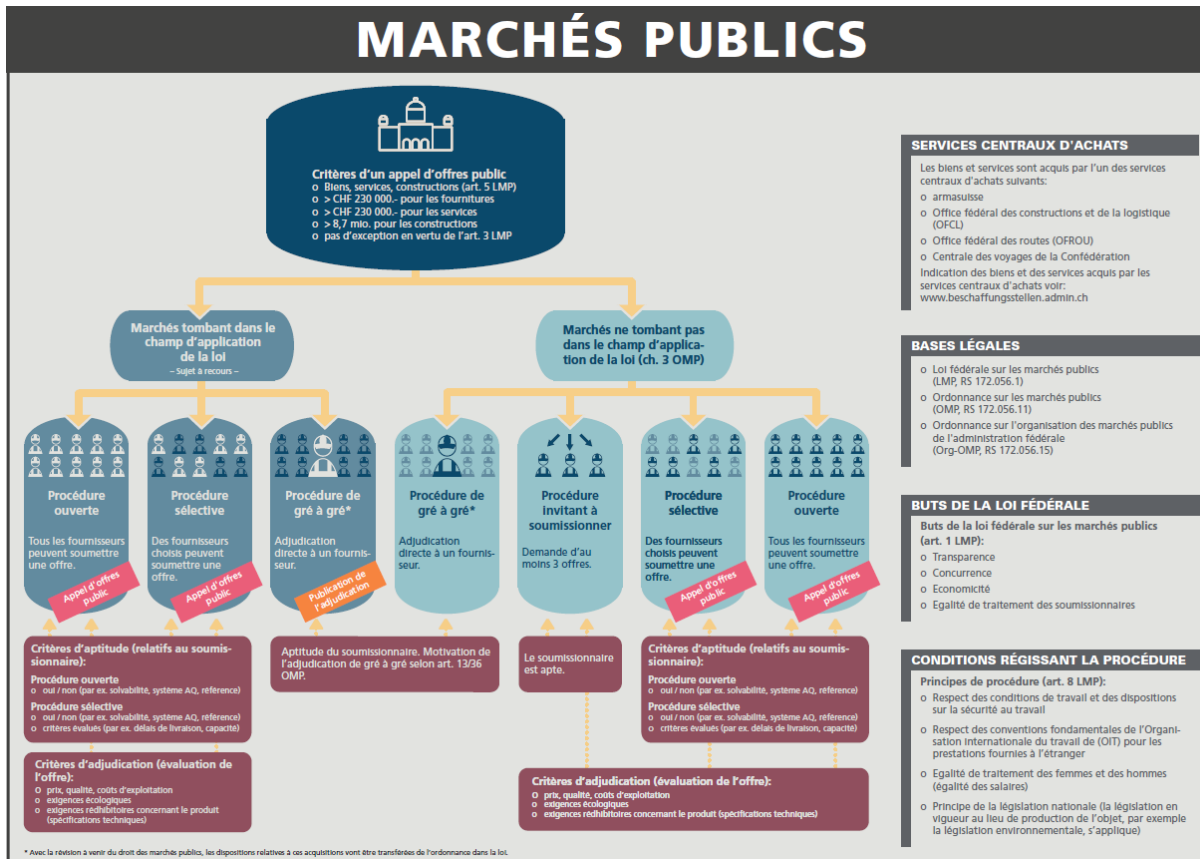 MARCHÉS PUBLICS
Critères d'un appel d'offres public
o Biens, services, constructions (art. 5 LMP)
o > CHF 230 000.- pour les fournitures
o > CHF 230 000.- pour les services
o > 8,7 mio. pour les constructions
o pas d'exception en vertu de l'art. 3 LMP
Marchés tombant dans le
champ d'application
de la loi
– Sujet à recours –
Marchés ne tombant pas
dans le champ d'applica-
tion de la loi (ch. 3 OMP)
Procédure
ouverte
Tous les fournisseurs
peuvent soumettre
une offre.
Appel d'offres
public
Procédure
sélective
Des fournisseurs
choisis peuvent
soumettre une
offre.
Appel d'offres
public
Procédure de
gré à gré*
Adjudication
directe à un fournis-
seur.
Publication de
l'adjudication
Procédure de
gré à gré*
Adjudication
directe à un fournis-
seur.
Procédure
invitant à
soumissionner
Demande d'au
moins 3 offres.
Procédure
sélective
Des fournisseurs
choisis peuvent
soumettre une
offre.
Appel d'offres
public
Procédure
ouverte
Tous les fournisseurs
peuvent soumettre
une offre.
Appel d'offres
public
Critères d'aptitude (relatifs au soumis-
sionnaire):
Procédure ouverte
o oui / non (par ex. solvabilité, système AQ, référence)
Procédure sélective
o oui / non (par ex. solvabilité, système AQ, référence)
o critères évalués (par ex. délais de livraison, capacité)
Aptitude du soumissionnaire. Motivation de
l'adjudication de gré à gré selon art. 13/36
OMP.
Le soumissionnaire
est apte.
Critères d'aptitude (relatifs au soumis-
sionnaire):
Procédure ouverte
o oui / non (par ex. solvabilité, système AQ, référence)
Procédure sélective
o oui / non (par ex. solvabilité, système AQ, référence)
o critères évalués (par ex. délais de livraison, capacité)
Critères d'adjudication (évaluation de
l'offre):
o prix, qualité, coûts d'exploitation
o exigences écologiques
o exigences rédhibitoires concernant le produit
(spécifications techniques)
Critères d'adjudication (évaluation de l'offre):
o prix, qualité, coûts d'exploitation
o exigences écologiques
o exigences rédhibitoires concernant le produit (spécifications techniques)
* Avec la révision à venir du droit des marchés publics, les dispositions relatives à ces acquisitions vont être transférées de l'ordonnance dans la loi.
SERVICES CENTRAUX D'ACHATS
Les biens et services sont acquis par l'un des services
centraux d'achats suivants:
o armasuisse
o Office fédéral des constructions et de la logistique
(OFCL)
o Office fédéral des routes (OFROU)
o Centrale des voyages de la Confédération
Indication des biens et des services acquis par les
services centraux d'achats voir:
www.beschaffungsstellen.admin.ch
BASES LÉGALES
o Loi fédérale sur les marchés publics
(LMP, RS 172.056.1)
o Ordonnance sur les marchés publics
(OMP, RS 172.056.11)
o Ordonnance sur l'organisation des marchés publics
de l'administration fédérale
(Org-OMP, RS 172.056.15)
BUTS DE LA LOI FÉDÉRALE
Buts de la loi fédérale sur les marchés publics
(art. 1 LMP):
o Transparence
o Concurrence
o Economicité
o Egalité de traitement des soumissionnaires
CONDITIONS RÉGISSANT LA PROCÉDURE
Principes de procédure (art. 8 LMP):
o Respect des conditions de travail et des dispositions
sur la sécurité au travail
o Respect des conventions fondamentales de l'Organi-
sation internationale du travail de (OIT) pour les
prestations fournies à l'étranger
o Egalité de traitement des femmes et des hommes
(égalité des salaires)
o Principe de la législation nationale (la législation en
vigueur au lieu de production de l'objet, par exemple
la législation environnementale, s'applique)